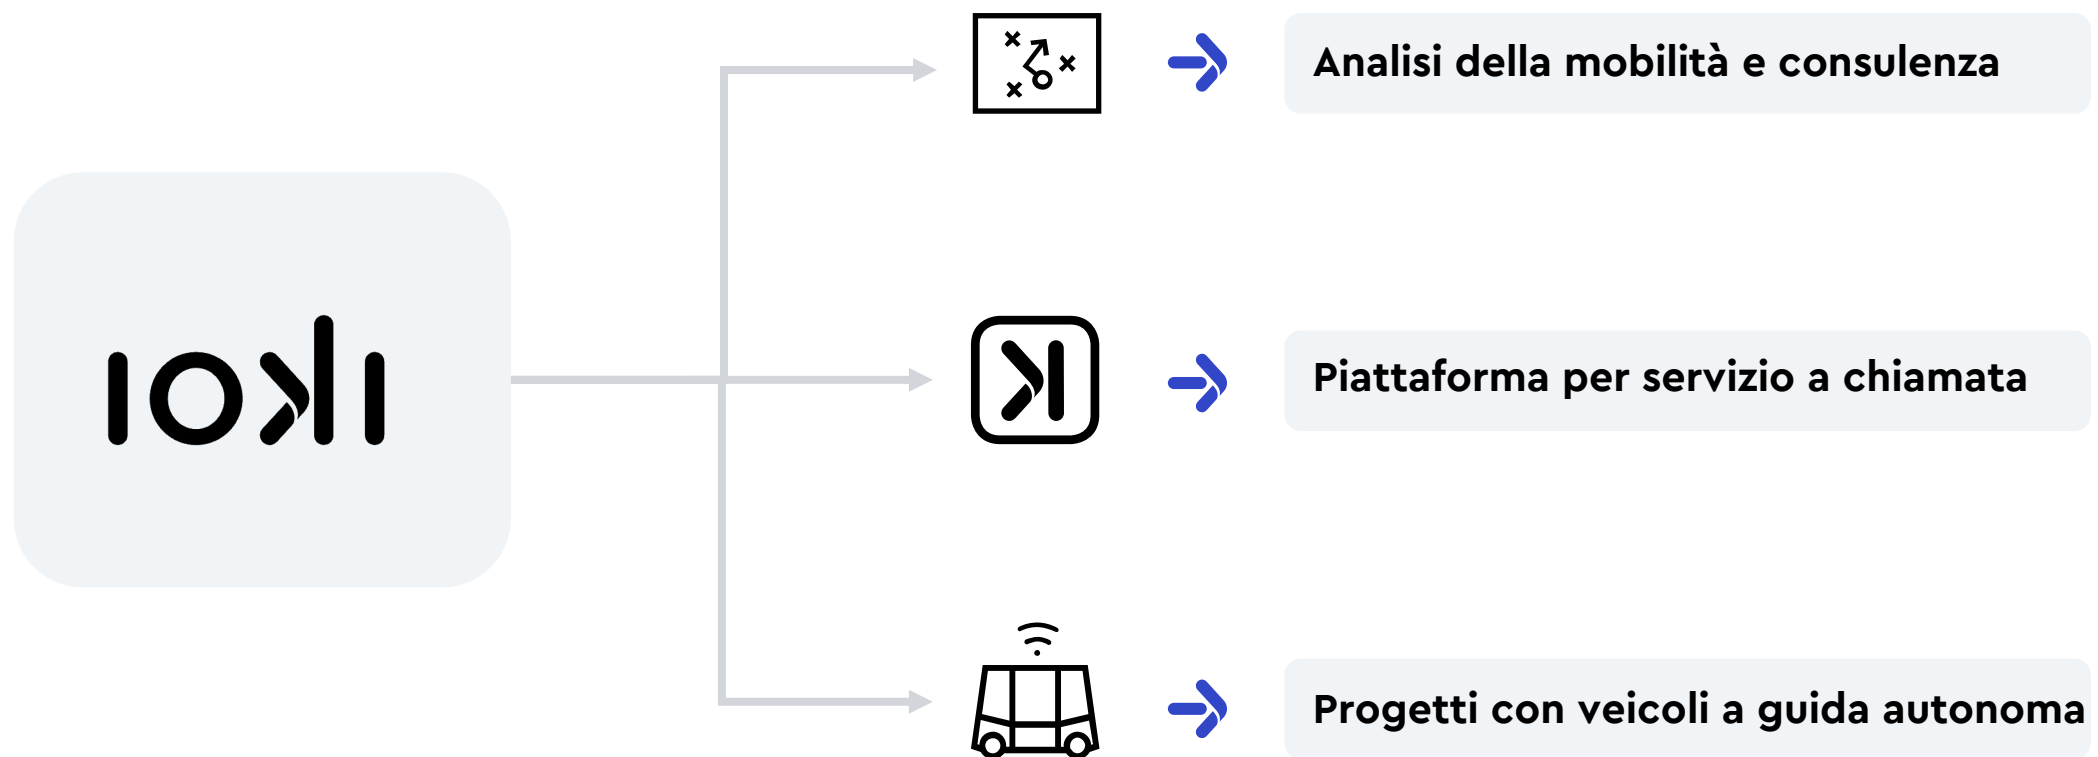 ioki
Analisi della mobilità e consulenza
Piattaforma per servizio a chiamata
Progetti con veicoli a guida autonoma